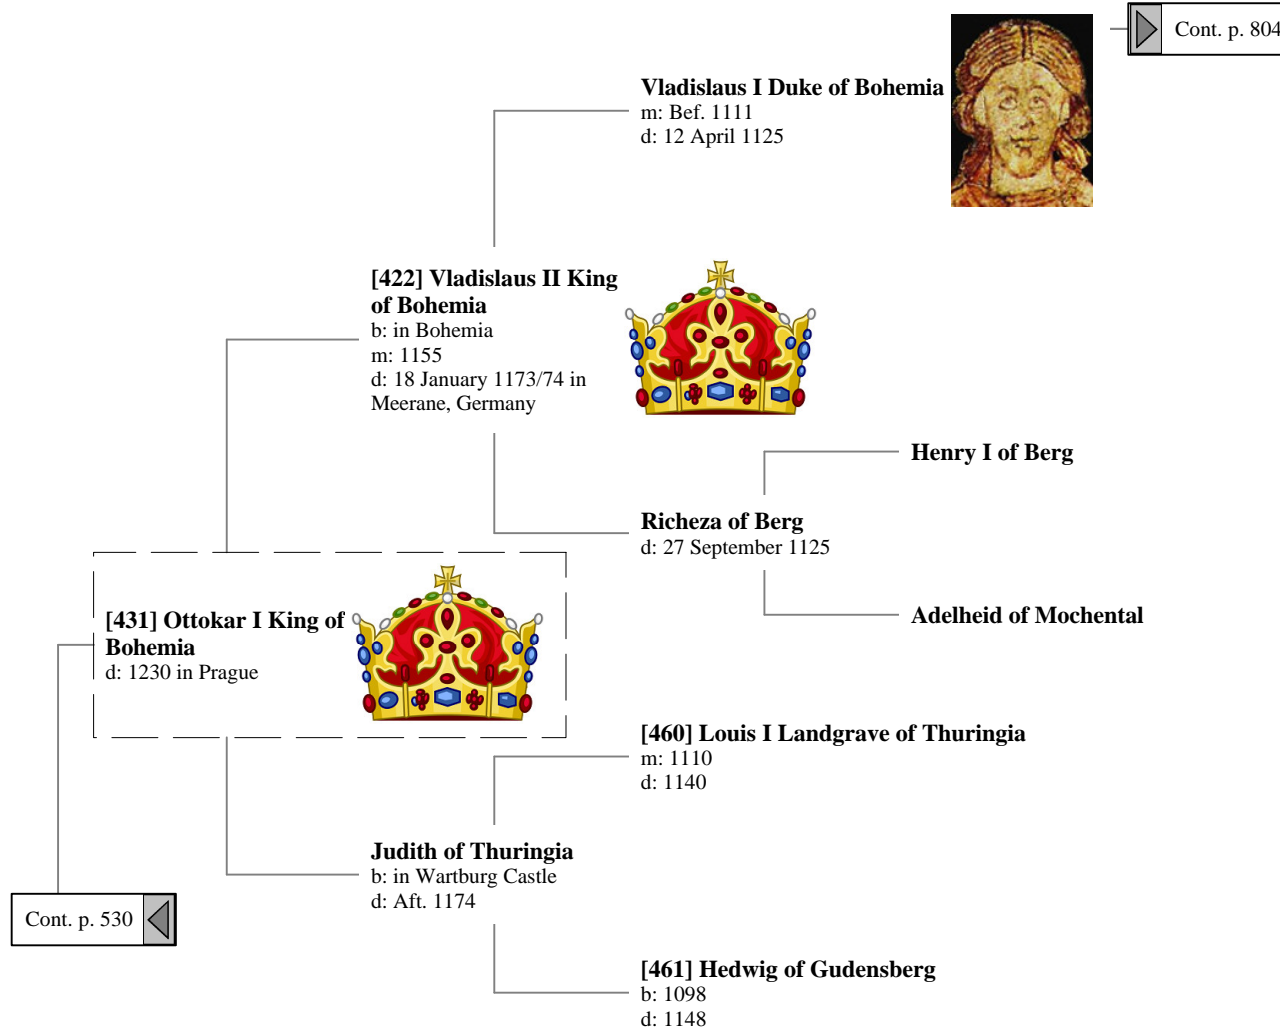 Cont. p. 804
Vladislaus I Duke of Bohemia
m: Bef. 1111
d: 12 April 1125
[422] Vladislaus II King
of Bohemia
b: in Bohemia
m: 1155
d: 18 January 1173/74 in
Meerane, Germany
Henry I of Berg
Richeza of Berg
d: 27 September 1125
Adelheid of Mochental
[431] Ottokar I King of
Bohemia
d: 1230 in Prague
[460] Louis I Landgrave of Thuringia
m: 1110
d: 1140
Judith of Thuringia
b: in Wartburg Castle
d: Aft. 1174
Cont. p. 530
[461] Hedwig of Gudensberg
b: 1098
d: 1148